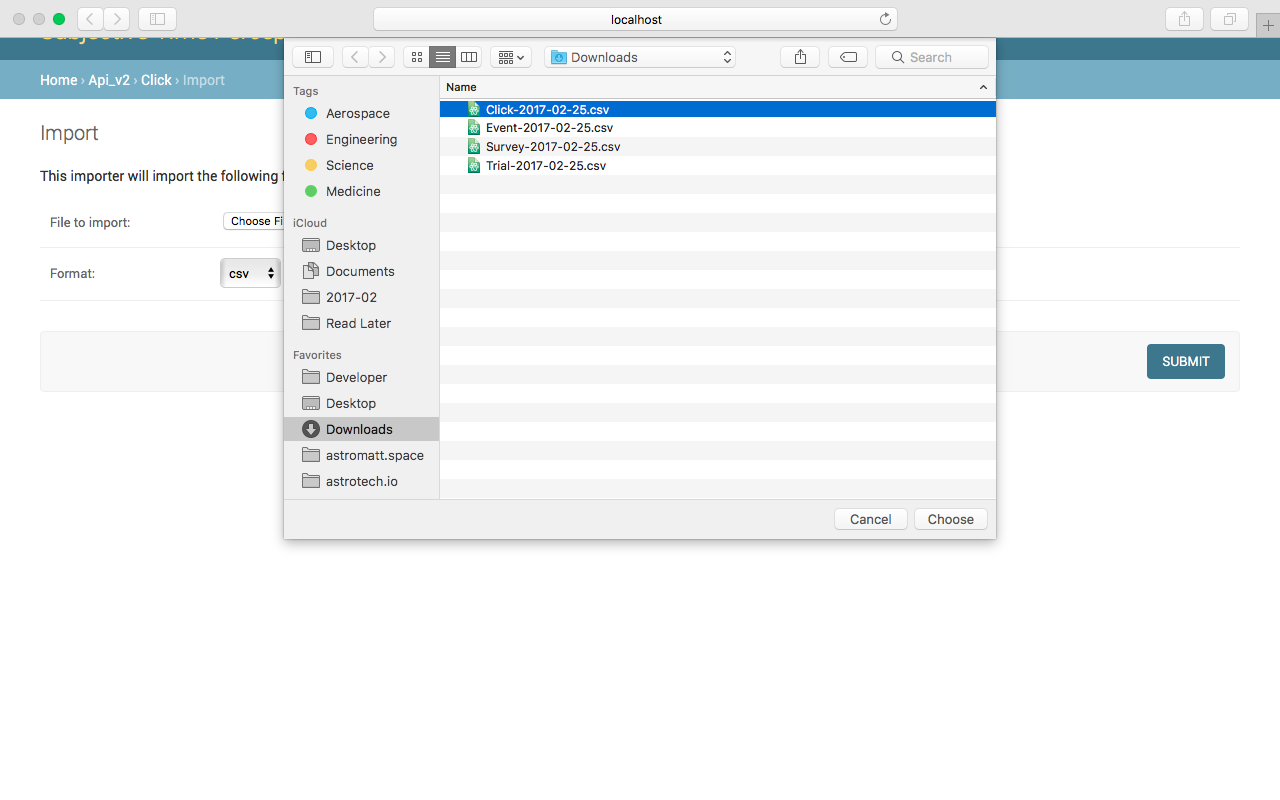 localhost
Downloads
Search
Home › Api_v2 › Click › Import
Import
This importer will import the following
File to import:
Choose Fi
Format:
csv
SUBMIT
Tags
Aerospace
Engineering
Science
Medicine
iCloud
Desktop
Documents
2017-02
Read Later
Favorites
Developer
Desktop
Downloads
astromatt.space
astrotech.io
Name
Click-2017-02-25.csv
Event-2017-02-25.csv
Survey-2017-02-25.csv
Trial-2017-02-25.csv
Cancel
Choose